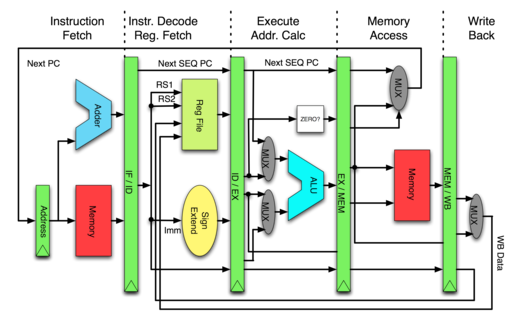 Instruction
Fetch
Instr. Decode
Reg. Fetch
Execute
Addr. Calc
Memory
Access
Write
Back
Next PC
Next SEQ PC
Next SEQ PC
RS1
RS2
Reg File
Adder
ZERO?
MUX
MUX
MUX
ALU
IF / ID
ID / EX
EX / MEM
MEM / WB
Address
Memory
Sign
Extend
Imm
Memory
MUX
WB Data